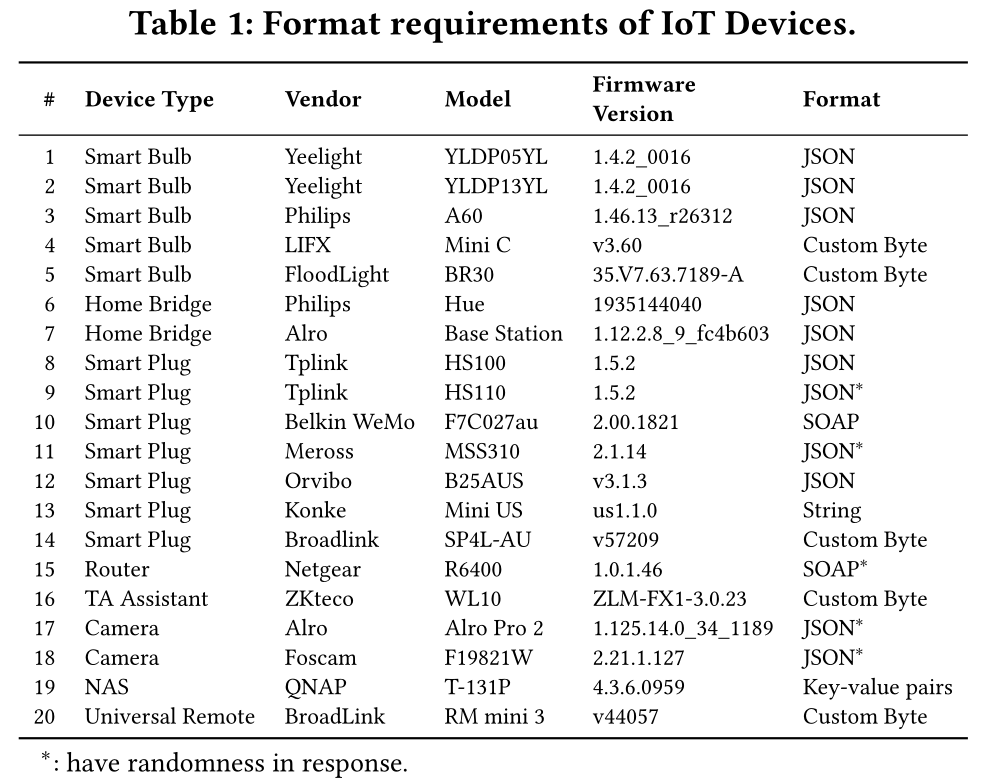 Table 1: Format requirements of IoT Devices.
# Device Type Vendor Model Firmware Version Format
1 Smart Bulb Yeelight YLDP05YL 1.4.2_0016 JSON
2 Smart Bulb Yeelight YLDP13YL 1.4.2_0016 JSON
3 Smart Bulb Philips A60 1.46.13_r26312 JSON
4 Smart Bulb LIFX Mini C v3.60 Custom Byte
5 Smart Bulb FloodLight BR30 35.V7.63.7189-A Custom Byte
6 Home Bridge Philips Hue 1935144040 JSON
7 Home Bridge Alro Base Station 1.12.2.8_9_fc4b603 JSON
8 Smart Plug Tplink HS100 1.5.2 JSON
9 Smart Plug Tplink HS110 1.5.2 JSON*
10 Smart Plug Belkin WeMo F7C027au 2.00.1821 SOAP
11 Smart Plug Meross MSS310 2.1.14 JSON*
12 Smart Plug Orvibo B25AUS v3.1.3 JSON
13 Smart Plug Konke Mini US us1.1.0 String
14 Smart Plug Broadlink SP4L-AU v57209 Custom Byte
15 Router Netgear R6400 1.0.1.46 SOAP*
16 TA Assistant ZKteco WL10 ZLM-FX1-3.0.23 Custom Byte
17 Camera Alro Alro Pro 2 1.125.14.0_34_1189 JSON*
18 Camera Foscam F19821W 2.21.1.127 JSON*
19 NAS QNAP T-131P 4.3.6.0959 Key-value pairs
20 Universal Remote BroadLink RM mini 3 v44057 Custom Byte
*: have randomness in response.